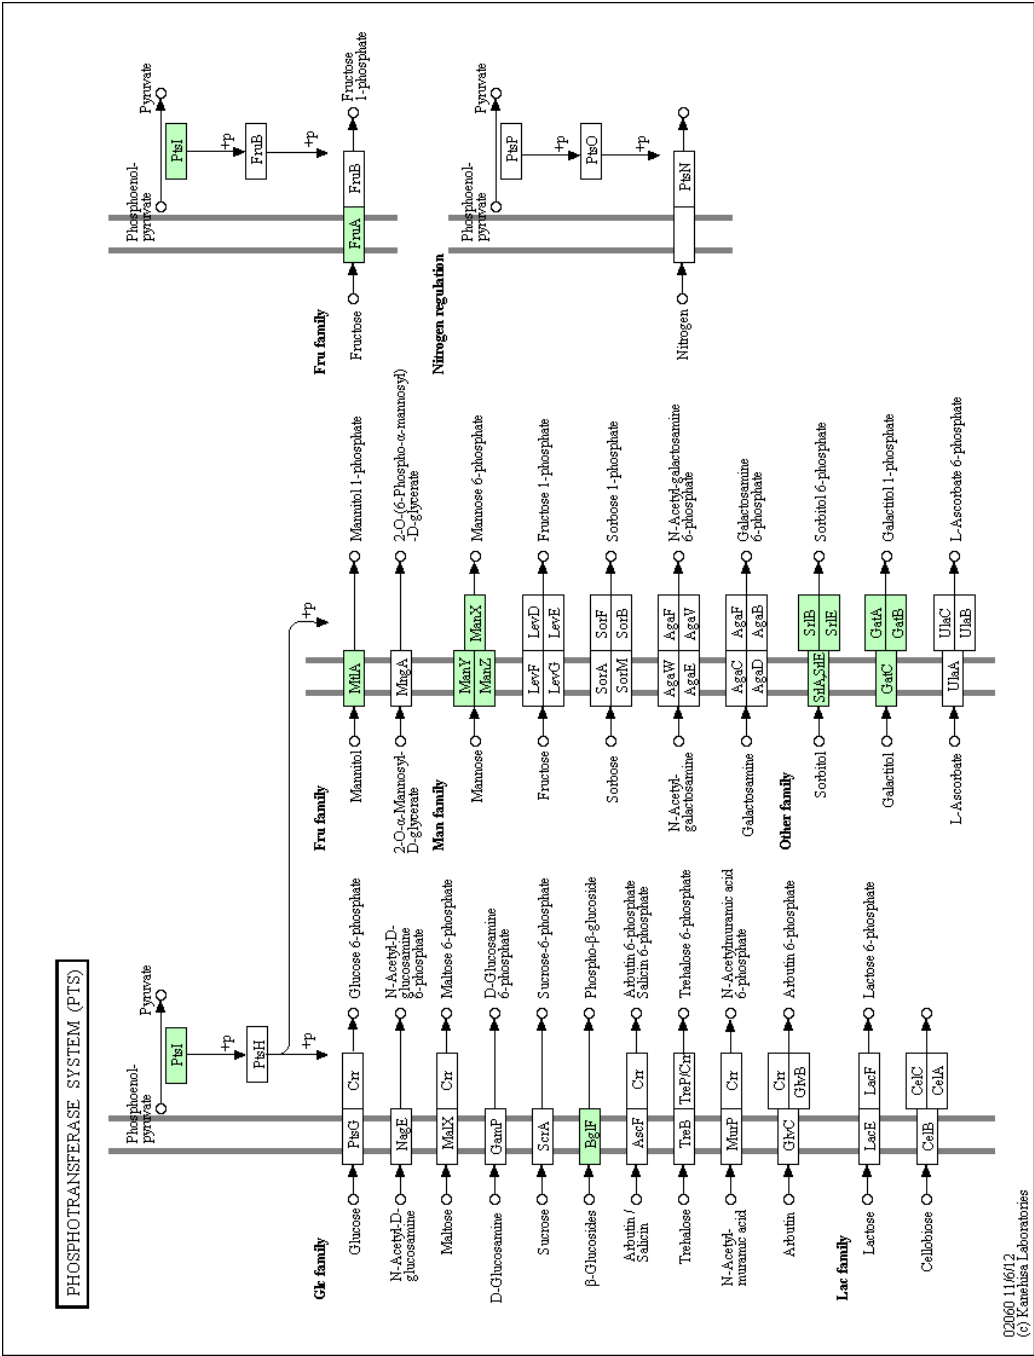 PHOSPHOTRANSFERASE SYSTEM (PTS)
Phosphoenol-
pyruvate
Pyruvate
PtsI
+p
PtsH
+p
+p
Glc family
Glucose
PtsG
Crr
Glucose 6-phosphate
N-Acetyl-D-
glucosamine
NagE
N-Acetyl-D-
glucosamine
6-phosphate
Maltose
MalX
Crr
Maltose 6-phosphate
D-Glucosamine
GamP
D-Glucosamine
6-phosphate
Sucrose
ScrA
Sucrose-6-phosphate
β-Glucosides
BglF
Phospho-β-glucoside
Arbutin /
Salicin
AscF
Crr
Arbutin 6-phosphate
Salicin 6-phosphate
Trehalose
TreB
TreP/Crr
Trehalose 6-phosphate
N-Acetyl-
muramic acid
MurP
Crr
N-Acetylmuramic acid
6-phosphate
Arbutin
GlvC
Crr
GlvB
Arbutin 6-phosphate
Lac family
Lactose
LacE
LacF
Lactose 6-phosphate
Cellobiose
CelB
CelC
CelA
Fru family
Mannitol
MtlA
Mannitol 1-phosphate
2-O-α-Mannosyl-
D-glycerate
MngA
2-O-(6-Phospho-α-mannosyl)
-D-glycerate
Man family
Mannose
ManY
ManZ
ManX
Mannose 6-phosphate
Fructose
LevF
LevG
LevD
LevE
Fructose 1-phosphate
Sorbose
SorA
SorM
SorF
SorB
Sorbose 1-phosphate
N-Acetyl-
galactosamine
AgaW
AgaE
AgaF
AgaV
N-Acetyl-galactosamine
6-phosphate
Galactosamine
AgaC
AgaD
AgaF
AgaB
Galactosamine
6-phosphate
Other family
Sorbitol
SrlA,SrlE
SrlB
SrlE
Sorbitol 6-phosphate
Galactitol
GatC
GatA
GatB
Galactitol 1-phosphate
L-Ascorbate
UlaA
UlaC
UlaB
L-Ascorbate 6-phosphate
Phosphoenol-
pyruvate
Pyruvate
PtsI
+p
FruB
+p
Fru family
Fructose
FruA
FruB
Fructose
1-phosphate
Phosphoenol-
pyruvate
Pyruvate
PtsP
+p
PtsO
+p
Nitrogen regulation
Nitrogen
PtsN
02060 11/6/12
(c) Kanehisa Laboratories